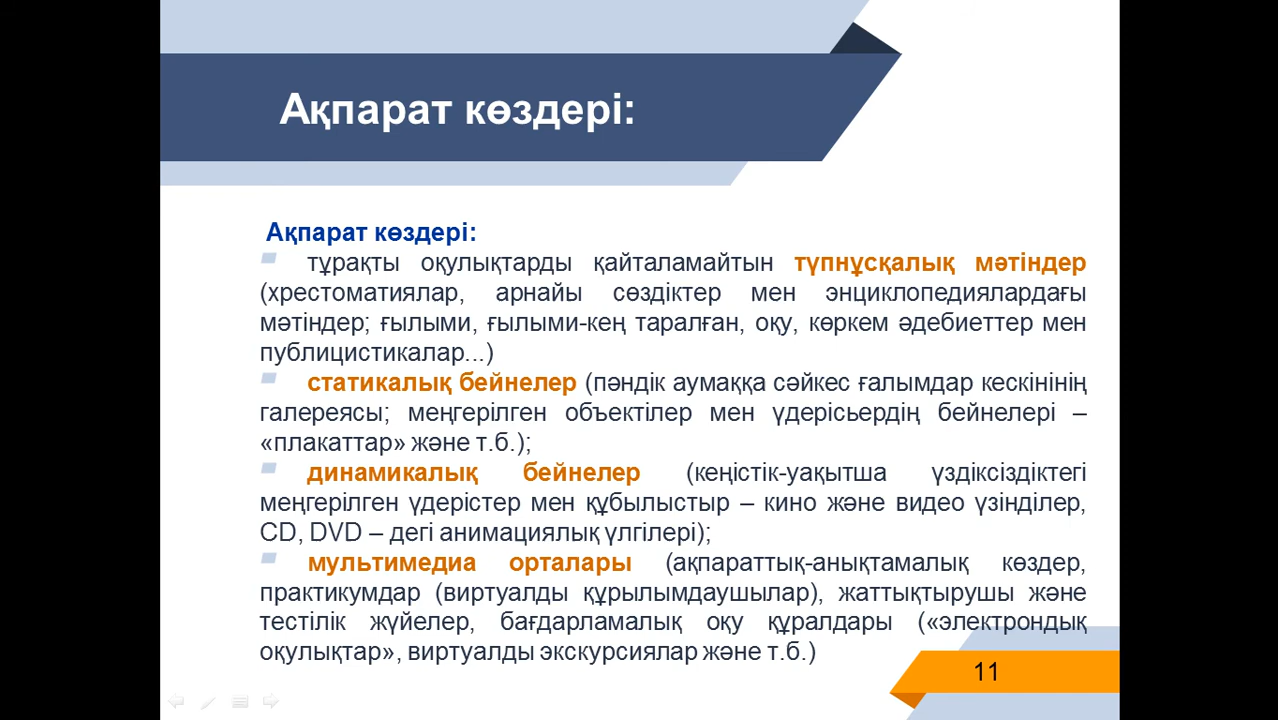 Ақпарат көздері:
Ақпарат көздері:
тұрақты оқулықтарды қайталамайтын түпнұсқалық мәтіндер
(хрестоматиялар, арнайы сөздіктер мен энциклопедиялардағы
мәтіндер; ғылыми, ғылыми-кең таралған, оқу, көркем әдебиеттер мен
публицистикалар...)
статикалық бейнелер (пәндік аумаққа сәйкес ғалымдар кескінінің
галереясы; меңгерілген объектілер мен үдерісьердің бейнелері –
«плакаттар» және т.б.);
динамикалық бейнелер (кеңістік-уақытша үздіксіздіктегі
меңгерілген үдерістер мен құбылыстыр – кино және видео үзінділер,
CD, DVD – дегі анимациялық үлгілері);
мультимедиа орталары (ақпараттық-анықтамалық көздер,
практикумдар (виртуалды құрылымдаушылар), жаттықтырушы және
тестілік жүйелер, бағдарламалық оқу құралдары («электрондық
оқулықтар», виртуалды экскурсиялар және т.б.)
11